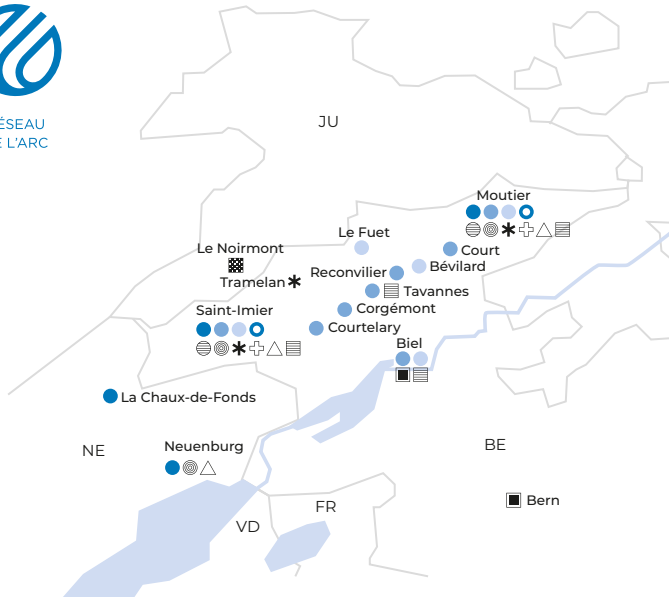 ÉSEAU
E L'ARC
JU
Moutier
Le Fuet
Court
Le Noirmont
Bévilard
Reconvilier
Tramelan
Tavannes
Saint-Imier
Corgémont
Courtelary
Biel
La Chaux-de-Fonds
NE
Neuenburg
BE
Bern
FR
VD